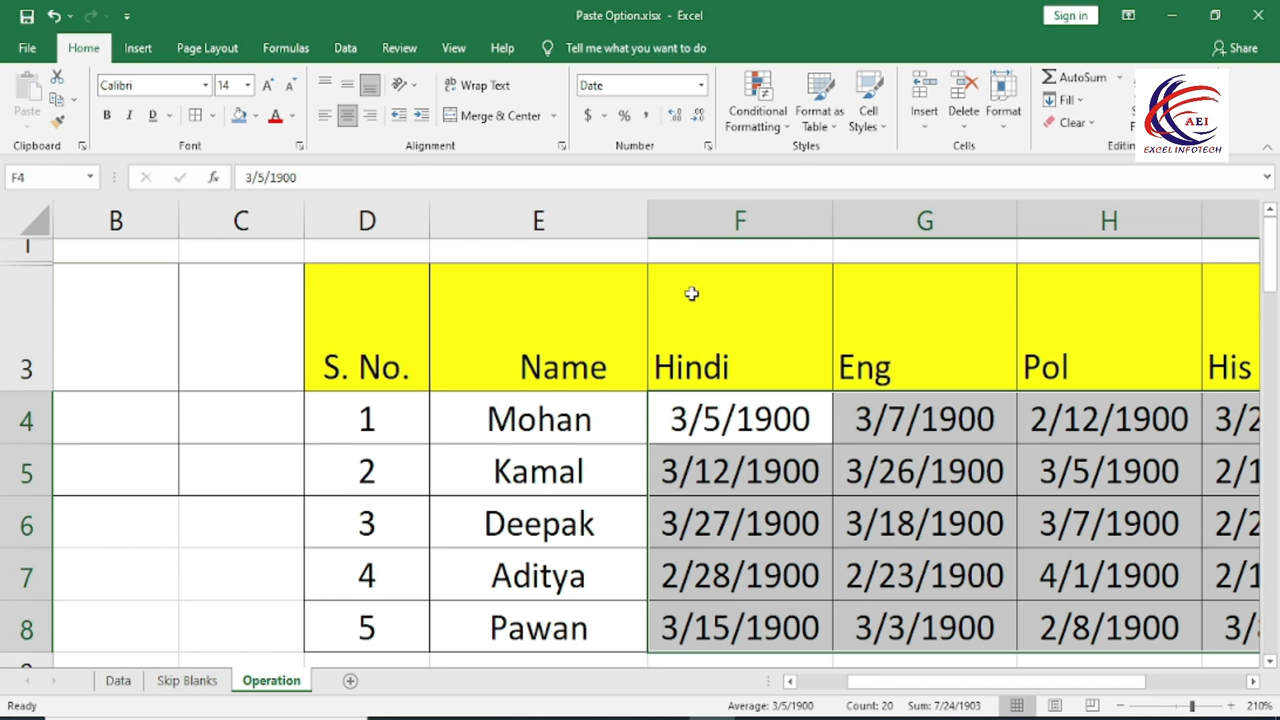 Paste Option.xlsx - Excel
Sign in
File Home Insert Page Layout Formulas Data Review View Help Tell me what you want to do Share
Paste
Calibri 14
B I D
Wrap Text
Merge & Center
Date
$ % ,
Conditional Formatting
Format as Table
Cell Styles
Insert
Delete
Format
AutoSum
Fill
Clear
AEI
EXCEL INFOTECH
Clipboard Font Alignment Number Styles Cells
F4 fx 3/5/1900
B C D E F G H
3 S. No. Name Hindi Eng Pol His
4 1 Mohan 3/5/1900 3/7/1900 2/12/1900
5 2 Kamal 3/12/1900 3/26/1900 3/5/1900
6 3 Deepak 3/27/1900 3/18/1900 3/7/1900
7 4 Aditya 2/28/1900 2/23/1900 4/1/1900
8 5 Pawan 3/15/1900 3/3/1900 2/8/1900
Data Skip Blanks Operation
Ready Average: 3/5/1900 Count: 20 Sum: 7/24/1903 210%